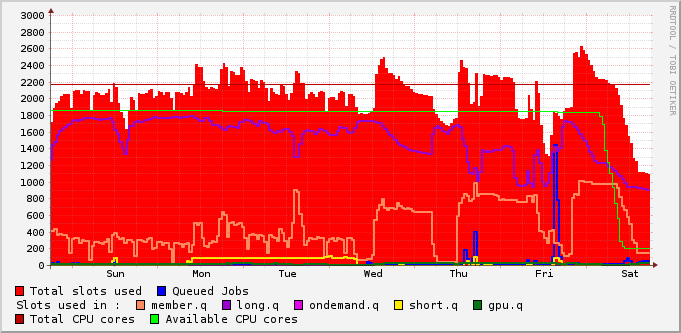 3000
2800
2600
2400
2200
2000
1800
1600
1400
1200
1000
800
600
400
200
0
Sun Mon Tue Wed Thu Fri Sat
RRDTOOL / TOBI OETIKER
Total slots used Queued Jobs
Slots used in : member.q long.q ondemand.q short.q gpu.q
Total CPU cores
Available CPU cores